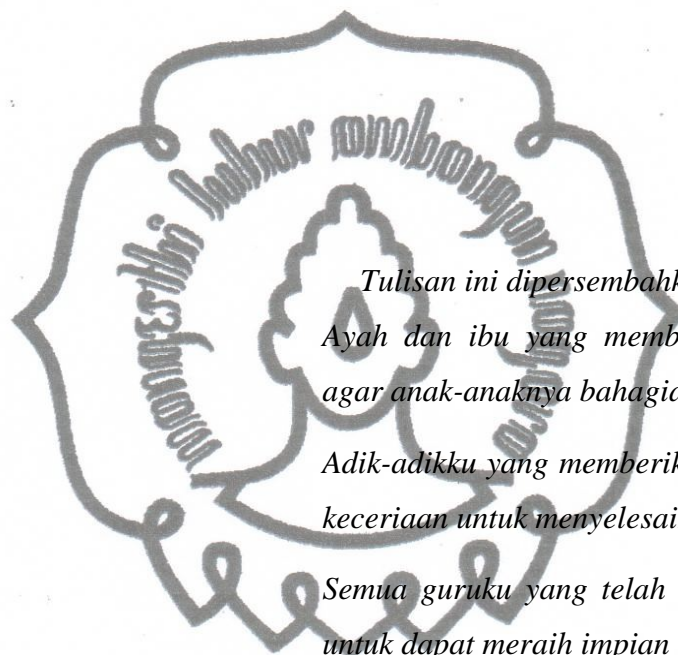 Tulisan ini dipersembahk
Ayah dan ibu yang memb
agar anak-anaknya bahagia
Adik-adikku yang memberik
keceriaan untuk menyelesai
Semua guruku yang telah
untuk dapat meraih impian